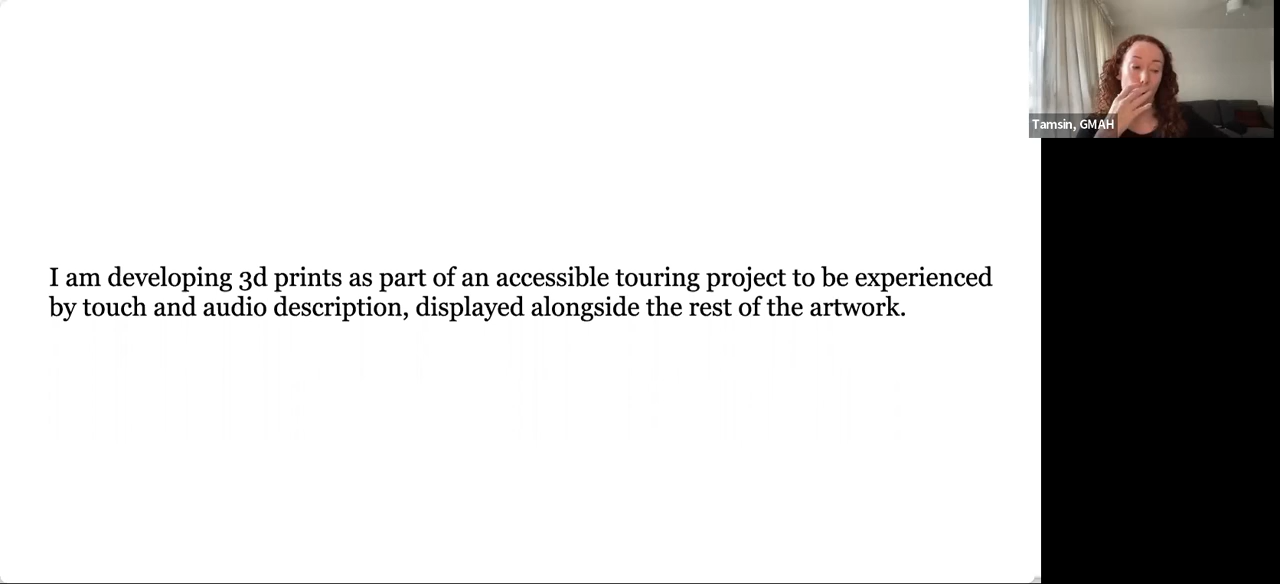 I am developing 3d prints as part of an accessible touring project to be experienced
by touch and audio description, displayed alongside the rest of the artwork.
Tamsin, GMAH